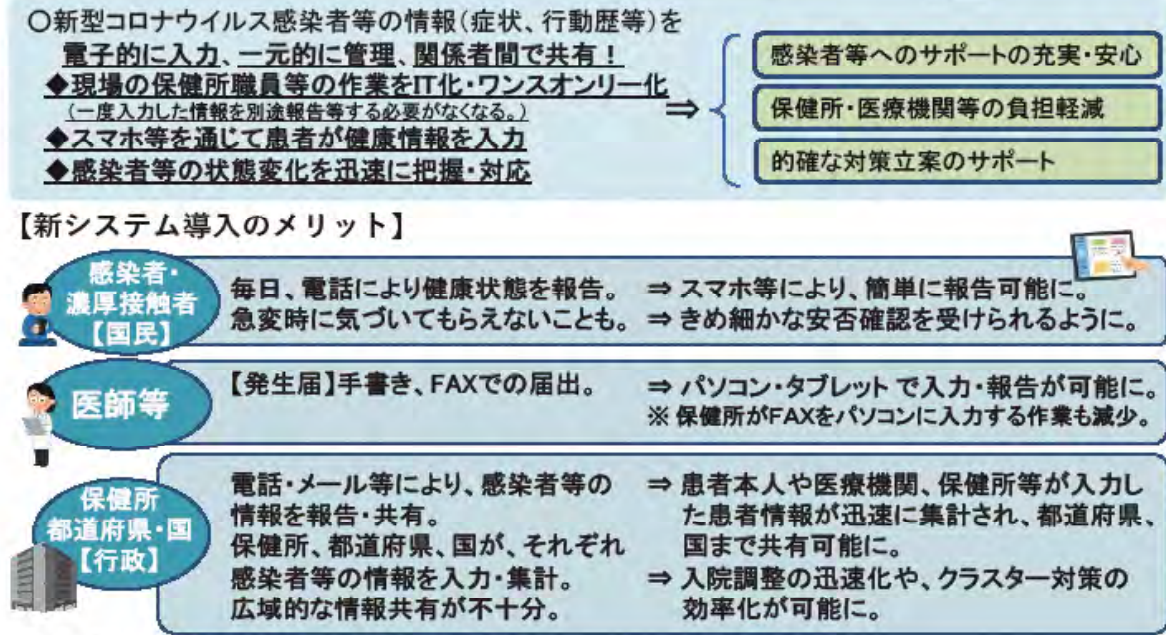 〇新型コロナウイルス感染者等の情報(症状、行動歴等)を
電子的に入力、一元的に管理、関係者間で共有！
◆現場の保健所職員等の作業をIT化・ワンスオンリー化
(一度入力した情報を別途報告等する必要がなくなる。)
◆スマホ等を通じて患者が健康情報を入力
◆感染者等の状態変化を迅速に把握・対応
⇒
感染者等へのサポートの充実・安心
保健所・医療機関等の負担軽減
的確な対策立案のサポート
【新システム導入のメリット】
感染者・
濃厚接触者
【国民】
毎日、電話により健康状態を報告。
急変時に気づいてもらえないことも。
⇒ スマホ等により、簡単に報告可能に。
⇒ きめ細かな安否確認を受けられるように。
医師等
【発生届】手書き、FAXでの届出。
⇒ パソコン・タブレット で入力・報告が可能に。
※ 保健所がFAXをパソコンに入力する作業も減少。
保健所
都道府県・国
【行政】
電話・メール等により、感染者等の
情報を報告・共有。
保健所、都道府県、国が、それぞれ
感染者等の情報を入力・集計。
広域的な情報共有が不十分。
⇒ 患者本人や医療機関、保健所等が入力し
た患者情報が迅速に集計され、都道府県、
国まで共有可能に。
⇒ 入院調整の迅速化や、クラスター対策の
効率化が可能に。